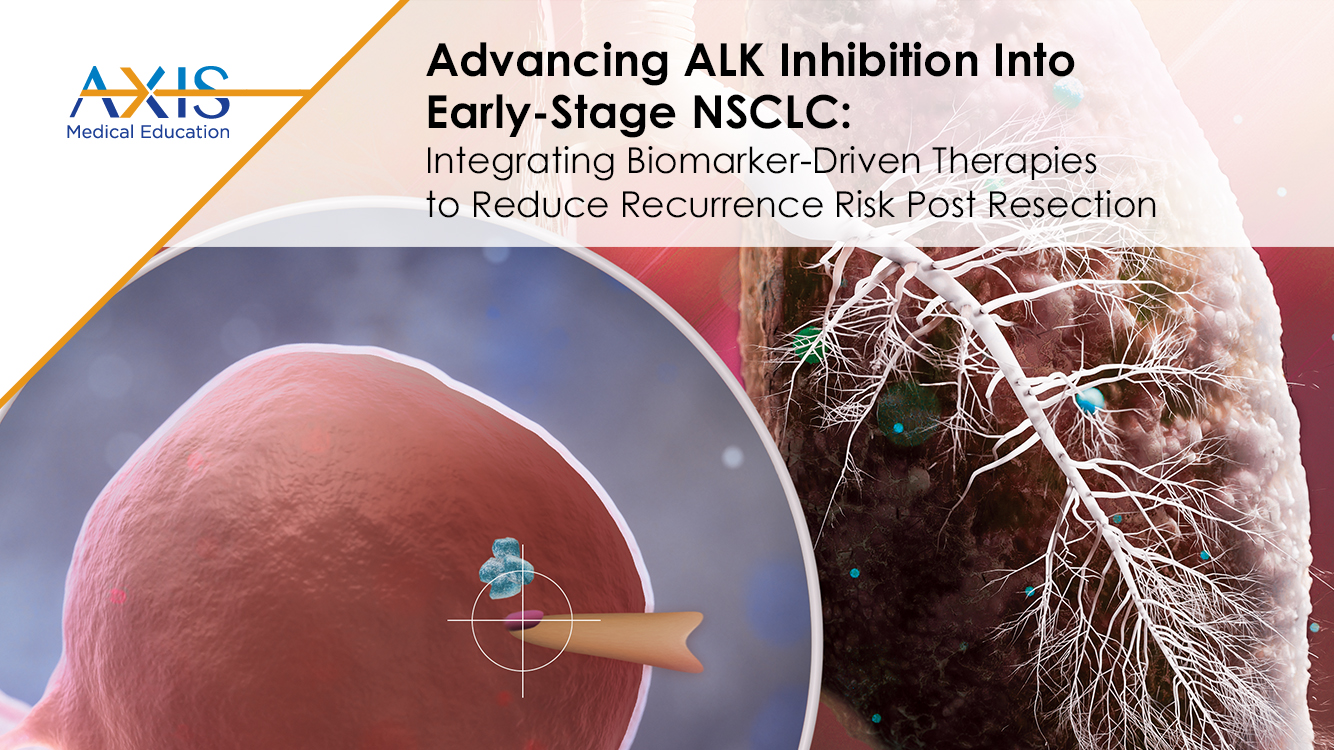 AXIS
Medical Education
Advancing ALK Inhibition Into
Early-Stage NSCLC:
Integrating Biomarker-Driven Therapies
to Reduce Recurrence Risk Post Resection